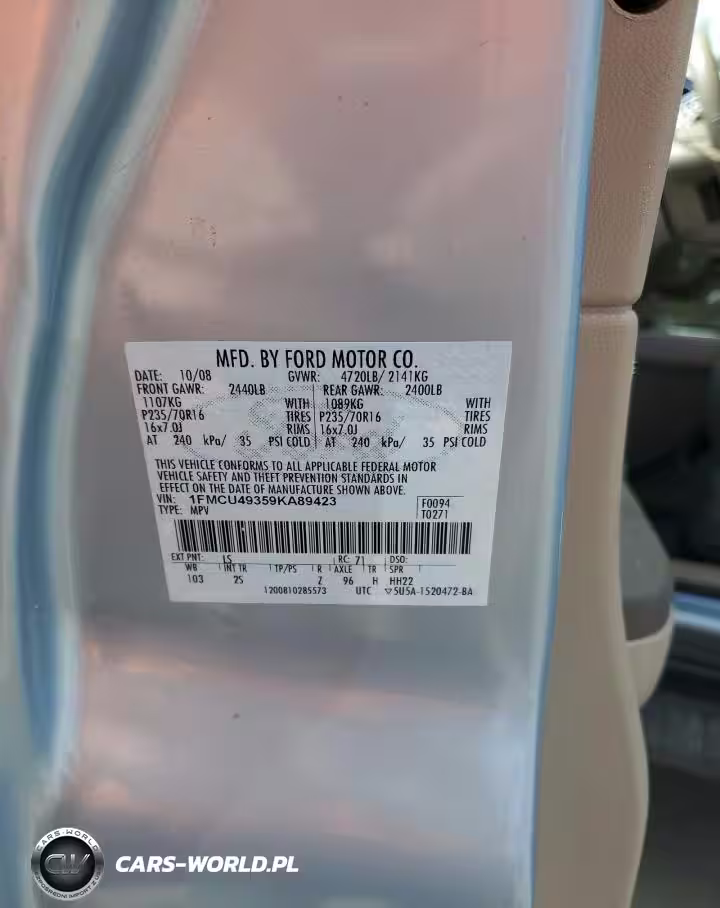 MFD. BY FORD MOTOR CO.
DATE: 10/08 GVWR: 4720LB/ 2141KG
FRONT GAWR: 2440LB REAR GAWR: 2400LB
1107KG WITH 1089KG WITH
P235/70R16 TIRES P235/70R16 TIRES
16x7.0J RIMS 16x7.0J RIMS
AT 240 kPa/ 35 PSI COLD AT 240 kPa/ 35 PSI COLD
THIS VEHICLE CONFORMS TO ALL APPLICABLE FEDERAL MOTOR
VEHICLE SAFETY AND THEFT PREVENTION STANDARDS IN
EFFECT ON THE DATE OF MANUFACTURE SHOWN ABOVE.
VIN: 1FMCU49359KA89423 F0094
TYPE: MPV T0271
EXT PNT: LS RC: 71 DSO:
WB INT TR TP/PS R AXLE TR SPR
103 2S Z 96 H HH22
1200810285573 UTC ▽5U5A-1520472-BA
CARS-WORLD
CW
CARS-WORLD.PL